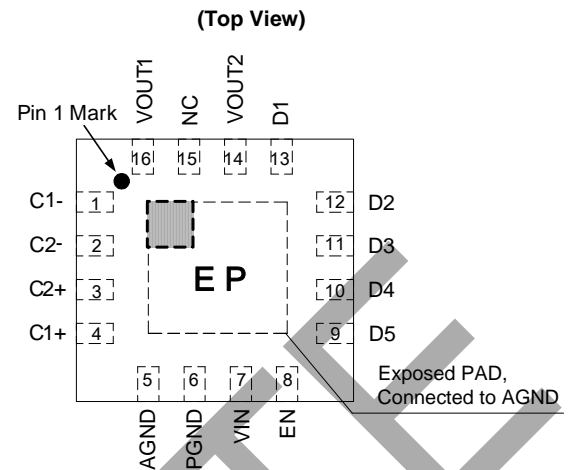 (Top View)
VOUT1
NC
VOUT2
D1
Pin 1 Mark
16
15
14
13
C1-
1
12
D2
C2-
2
11
D3
C2+
3
EP
10
D4
C1+
4
9
D5
5
6
7
8
Exposed PAD,
Connected to AGND
AGND
PGND
VIN
EN